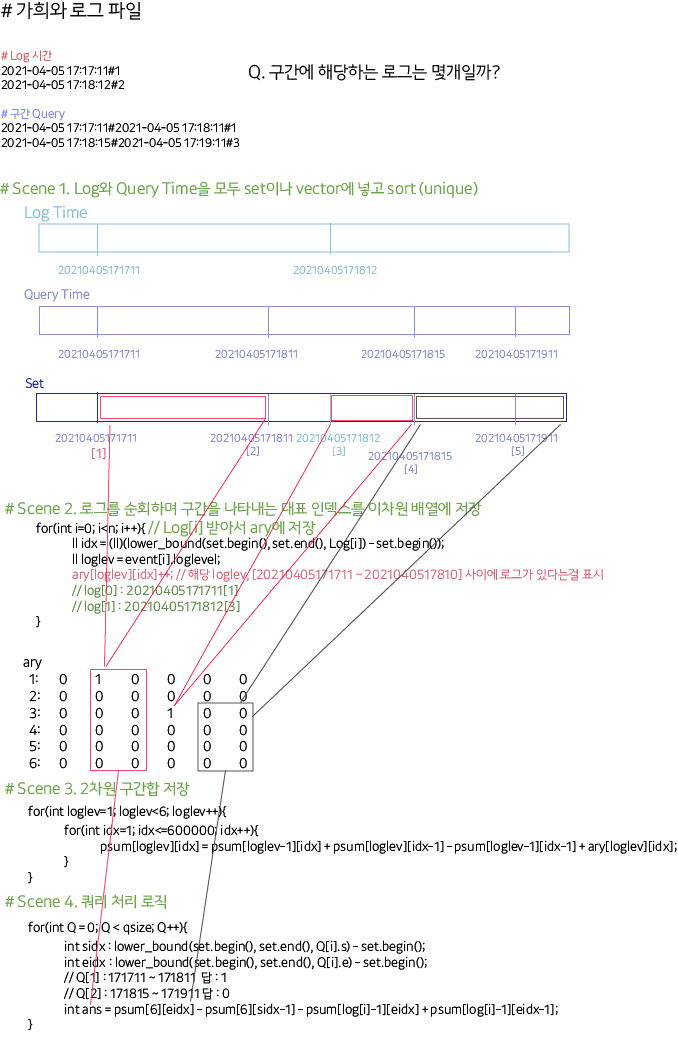 # 가희와 로그 파일
# Log 시간
2021-04-05 17:17:11#1
2021-04-05 17:18:12#2
Q. 구간에 해당하는 로그는 몇개일까?
# 구간 Query
2021-04-05 17:17:11#2021-04-05 17:18:11#1
2021-04-05 17:18:15#2021-04-05 17:19:11#3
# Scene 1. Log와 Query Time을 모두 set이나 vector에 넣고 sort (unique)
Log Time
20210405171711 20210405171812
Query Time
20210405171711 20210405171811 20210405171815 20210405171911
Set
20210405171711 20210405171811 20210405171812 20210405171815 20210405171911
[1] [2] [3] [4] [5]
# Scene 2. 로그를 순회하며 구간을 나타내는 대표 인덱스를 이차원 배열에 저장
for(int i=0; i<n; i++){ // Log[i] 받아서 ary에 저장
ll idx = (ll)(lower_bound(set.begin(), set.end(), Log[i]) - set.begin());
ll loglev = event[i].loglevel;
ary[loglev][idx]++; // 해당 loglev, [20210405171711 ~ 2021040517810] 사이에 로그가 있다는걸 표시
// log[0] : 20210405171711[1]
// log[1] : 20210405171812[3]
}
ary
1: 0 1 0 0 0 0
2: 0 0 0 0 0 0
3: 0 0 0 1 0 0
4: 0 0 0 0 0 0
5: 0 0 0 0 0 0
6: 0 0 0 0 0 0
# Scene 3. 2차원 구간합 저장
for(int loglev=1; loglev<6; loglev++){
for(int idx=1; idx<=600000; idx++){
psum[loglev][idx] = psum[loglev-1][idx] + psum[loglev][idx-1] - psum[loglev-1][idx-1] + ary[loglev][idx];
}
}
# Scene 4. 쿼리 처리 로직
for(int Q = 0; Q < qsize; Q++){
int sidx : lower_bound(set.begin(), set.end(), Q[i].s) - set.begin();
int eidx : lower_bound(set.begin(), set.end(), Q[i].e) - set.begin();
// Q[1] : 171711 ~ 171811 답 : 1
// Q[2] : 171815 ~ 171911 답 : 0
int ans = psum[6][eidx] - psum[6][sidx-1] - psum[log[i]-1][eidx] + psum[log[i]-1][eidx-1];
}